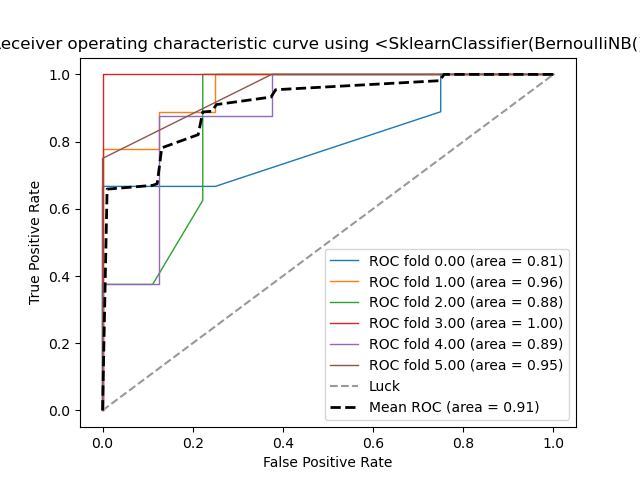 eceiver operating characteristic curve using <SklearnClassifier(BernoulliNB(
True Positive Rate
1.0
0.8
0.6
0.4
0.2
0.0
ROC fold 0.00 (area = 0.81)
ROC fold 1.00 (area = 0.96)
ROC fold 2.00 (area = 0.88)
ROC fold 3.00 (area = 1.00)
ROC fold 4.00 (area = 0.89)
ROC fold 5.00 (area = 0.95)
Luck
Mean ROC (area = 0.91)
0.0 0.2 0.4 0.6 0.8 1.0
False Positive Rate